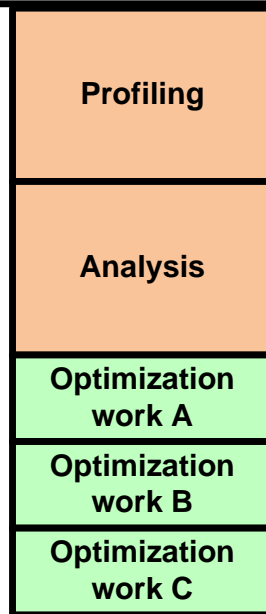 Profiling
Analysis
Optimization
work A
Optimization
work B
Optimization
work C